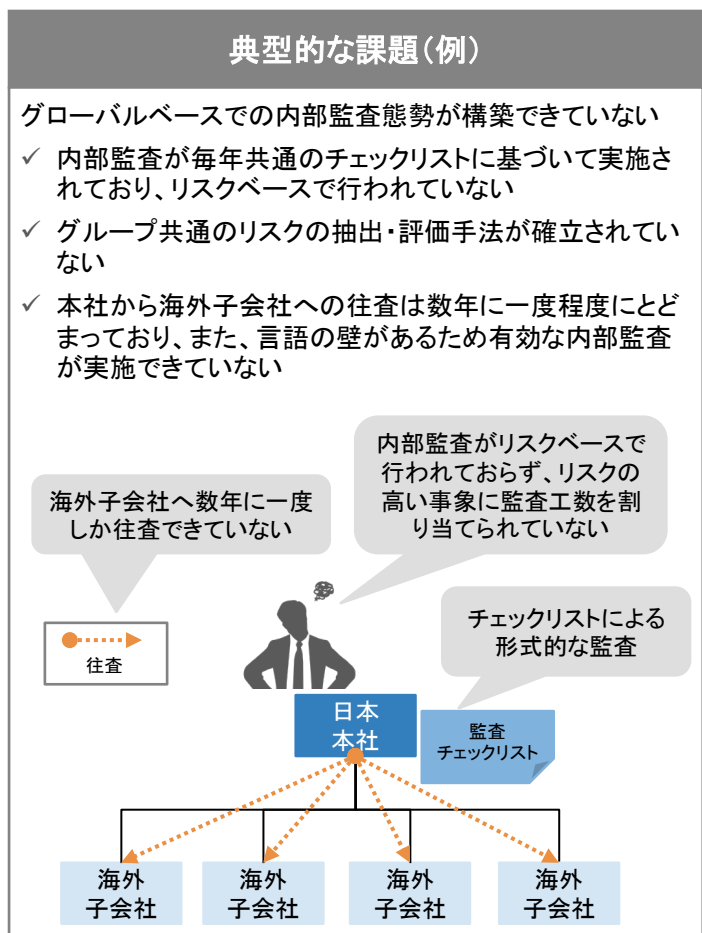 典型的な課題（例）
グローバルベースでの内部監査態勢が構築できていない
✓ 内部監査が毎年共通のチェックリストに基づいて実施さ
れており、リスクベースで行われていない
✓ グループ共通のリスクの抽出・評価手法が確立されてい
ない
✓ 本社から海外子会社への往査は数年に一度程度にとど
まっており、また、言語の壁があるため有効な内部監査
が実施できていない
内部監査がリスクベースで
行われておらず、リスクの
高い事象に監査工数を割
り当てられていない
海外子会社へ数年に一度
しか往査できていない
チェックリストによる
形式的な監査
往査
日本
本社
監査
チェックリスト
海外
子会社
海外
子会社
海外
子会社
海外
子会社